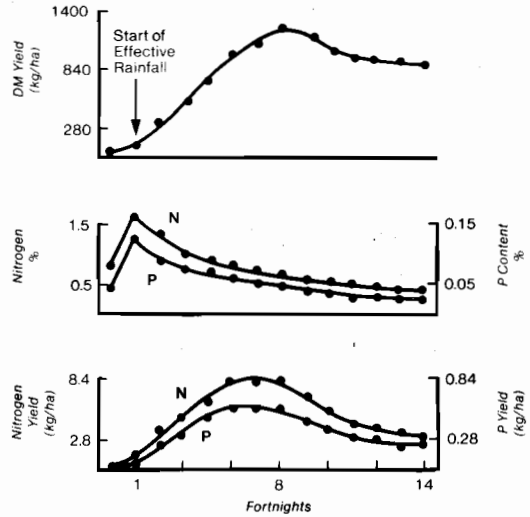 1400
840
280
DM Yield
(kg/ha)
Start of
Effective
Rainfall
1.5
0.5
Nitrogen
%
N
P
0.15
0.05
P Content
%
8.4
2.8
Nitrogen
Yield
(kg/ha)
N
P
0.84
0.28
P Yield
(kg/ha)
1
8
14
Fortnights